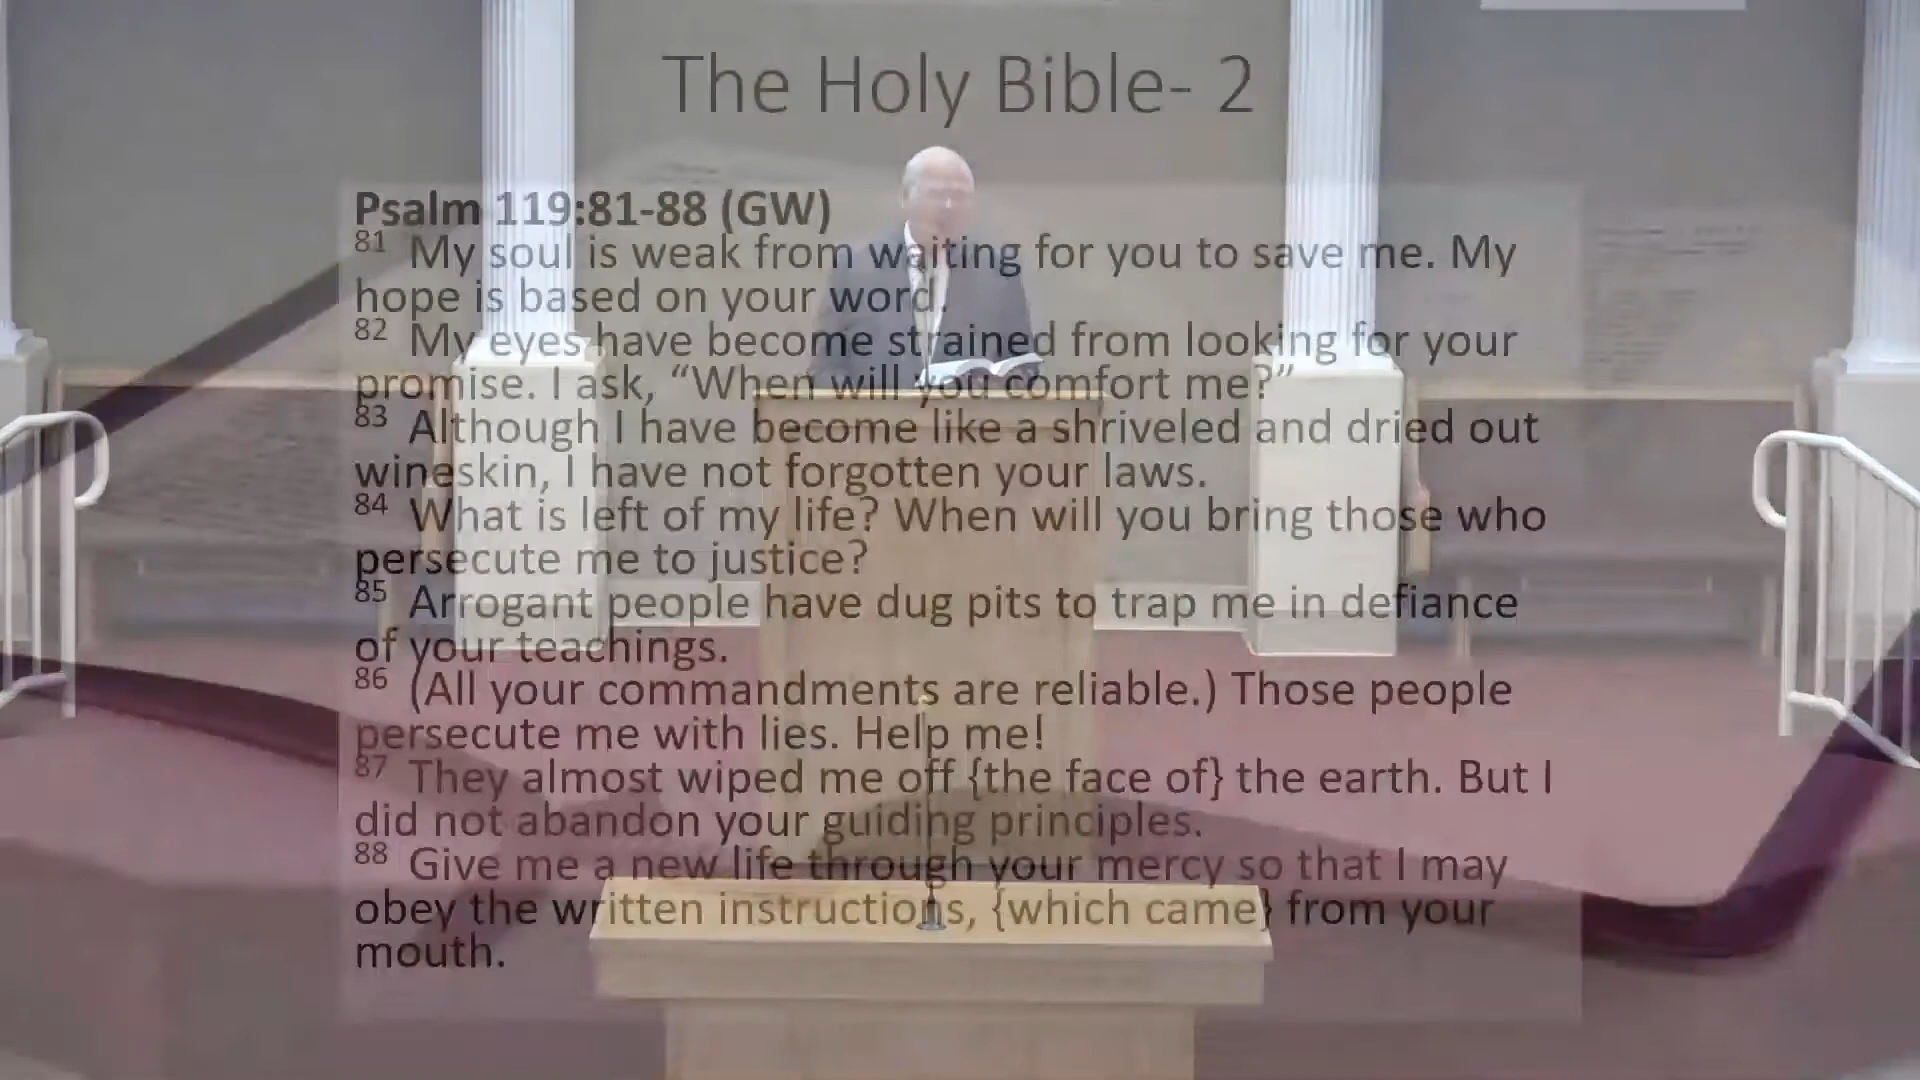 The Holy Bible- 2
Psalm 119:81-88 (GW)
81 My soul is weak from waiting for you to save me. My
hope is based on your word.
82 My eyes have become strained from looking for your
promise. I ask, “When will you comfort me?”
83 Although I have become like a shriveled and dried out
wineskin, I have not forgotten your laws.
84 What is left of my life? When will you bring those who
persecute me to justice?
85 Arrogant people have dug pits to trap me in defiance
of your teachings.
86 (All your commandments are reliable.) Those people
persecute me with lies. Help me!
87 They almost wiped me off {the face of} the earth. But I
did not abandon your guiding principles.
88 Give me a new life through your mercy so that I may
obey the written instructions, {which came} from your
mouth.